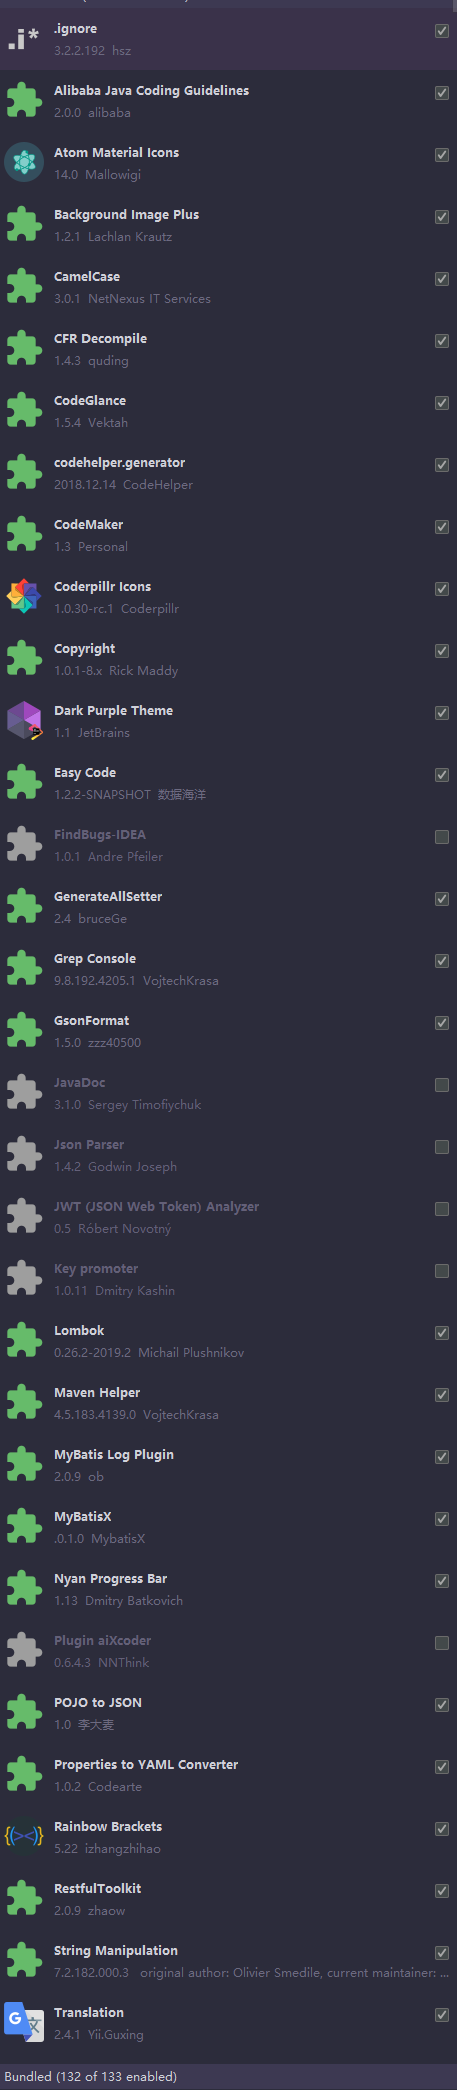 .i*
.ignore
3.2.2.192 hsz
Alibaba Java Coding Guidelines
2.0.0 alibaba
Atom Material Icons
14.0 Mallowigi
Background Image Plus
1.2.1 Lachlan Krautz
CamelCase
3.0.1 NetNexus IT Services
CFR Decompile
1.4.3 quding
CodeGlance
1.5.4 Vektah
codehelper.generator
2018.12.14 CodeHelper
CodeMaker
1.3 Personal
Coderpillr Icons
1.0.30-rc.1 Coderpillr
Copyright
1.0.1-8.x Rick Maddy
Dark Purple Theme
1.1 JetBrains
Easy Code
1.2.2-SNAPSHOT 数据海洋
FindBugs-IDEA
1.0.1 Andre Pfeiler
GenerateAllSetter
2.4 bruceGe
Grep Console
9.8.192.4205.1 VojtechKrasa
GsonFormat
1.5.0 zzz40500
JavaDoc
3.1.0 Sergey Timofiychuk
Json Parser
1.4.2 Godwin Joseph
JWT (JSON Web Token) Analyzer
0.5 Róbert Novotný
Key promoter
1.0.11 Dmitry Kashin
Lombok
0.26.2-2019.2 Michail Plushnikov
Maven Helper
4.5.183.4139.0 VojtechKrasa
MyBatis Log Plugin
2.0.9 ob
MyBatisX
.0.1.0 MybatisX
Nyan Progress Bar
1.13 Dmitry Batkovich
Plugin aiXcoder
0.6.4.3 NNThink
POJO to JSON
1.0 李大麦
Properties to YAML Converter
1.0.2 Codearte
Rainbow Brackets
5.22 izhangzhihao
RestfulToolkit
2.0.9 zhaow
String Manipulation
7.2.182.000.3 original author: Olivier Smedile, current maintainer: ...
Translation
2.4.1 Yii.Guxing
Bundled (132 of 133 enabled)